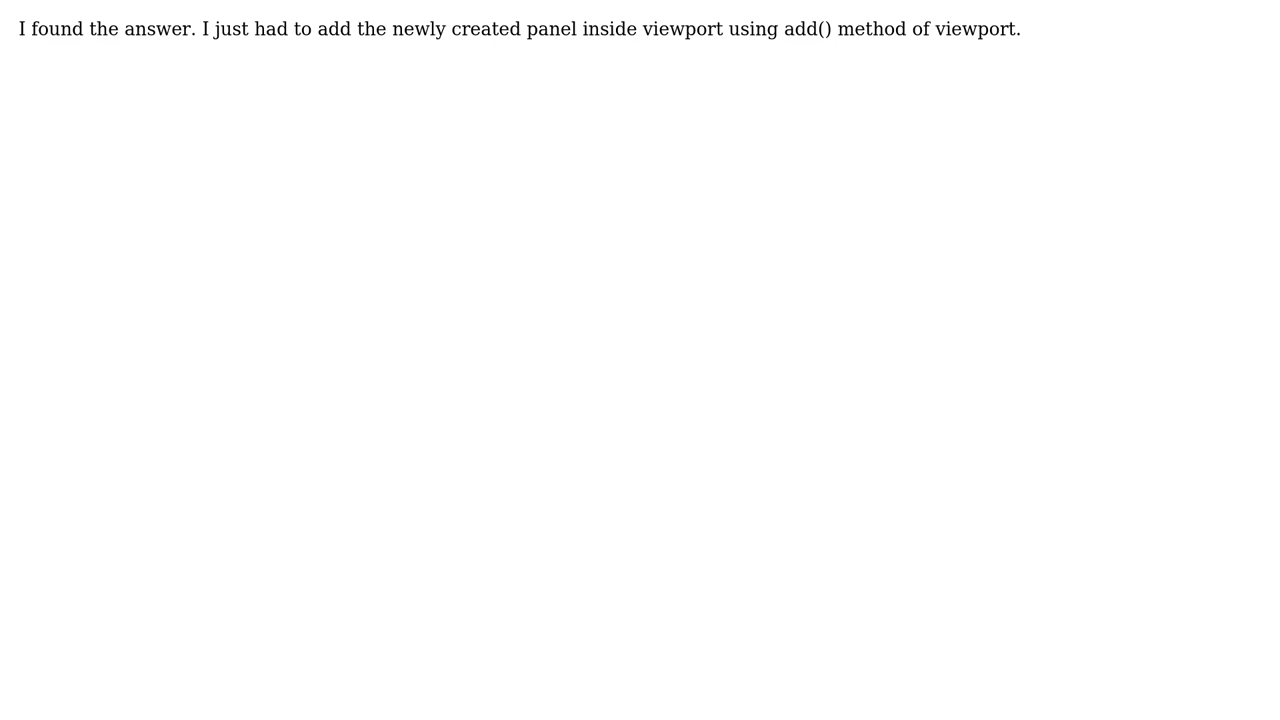 I found the answer. I just had to add the newly created panel inside viewport using add() method of viewport.